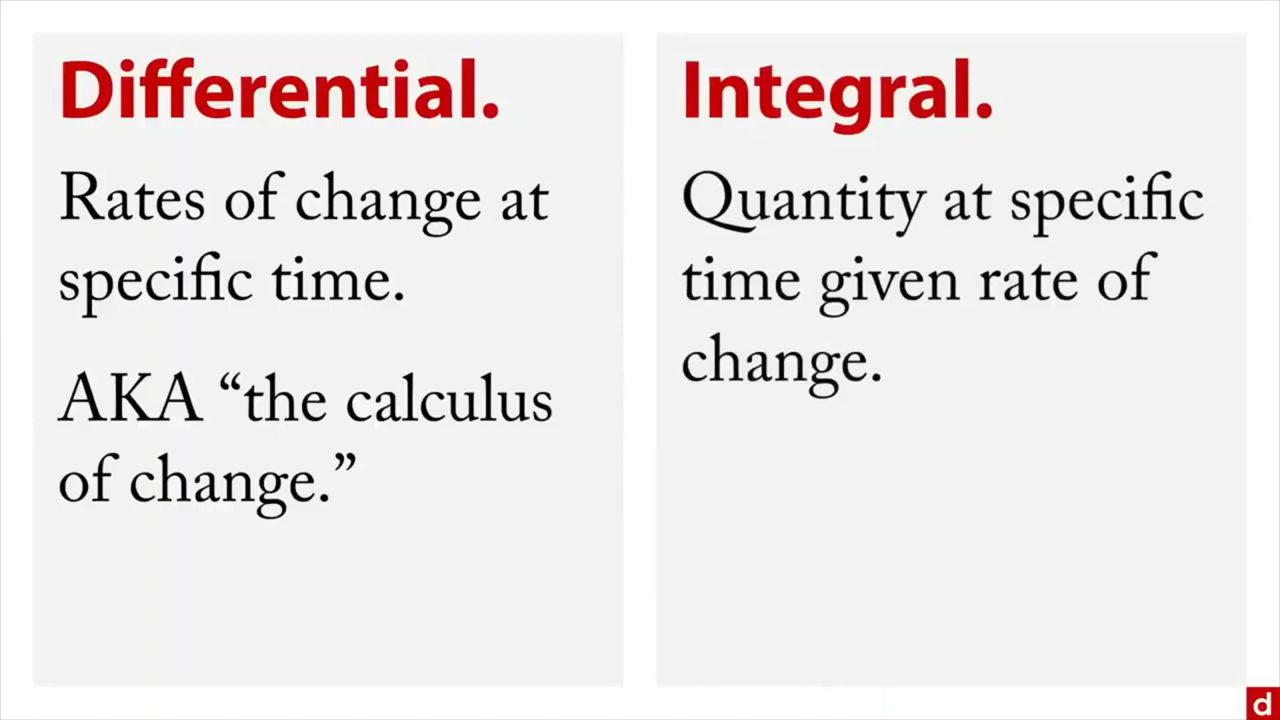 Differential.
Rates of change at
specific time.
AKA “the calculus
of change.”
Integral.
Quantity at specific
time given rate of
change.
d